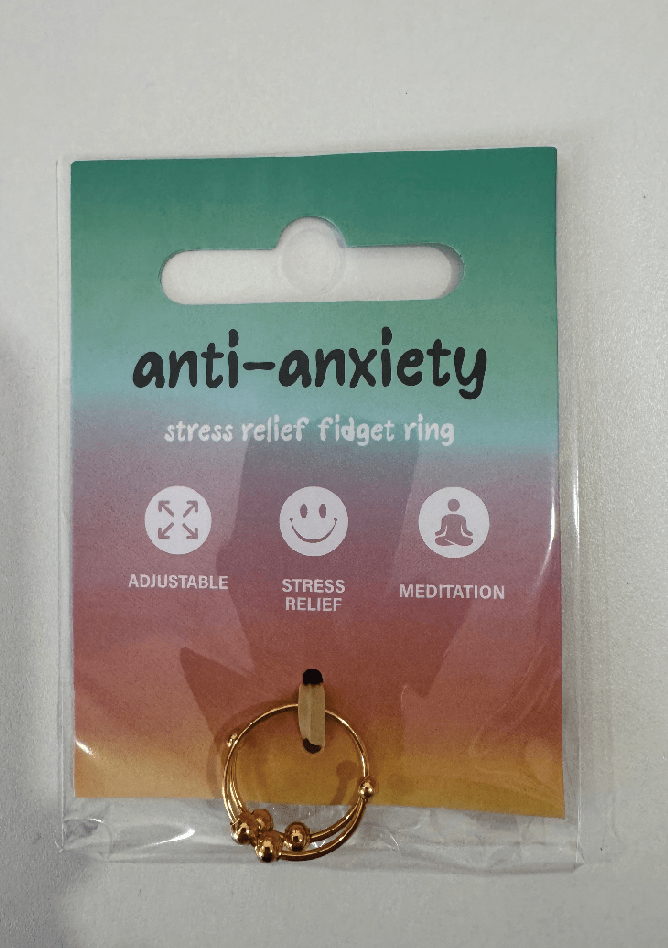 anti-anxiety
stress relief fidget ring
ADJUSTABLE
STRESS
RELIEF
MEDITATION